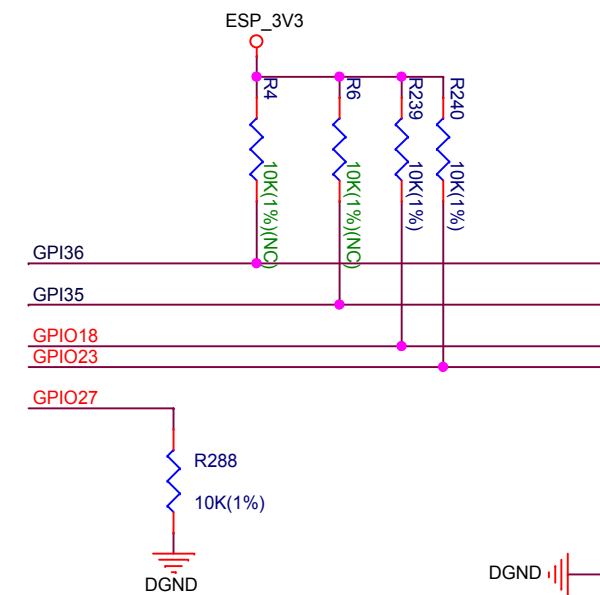 ESP_3V3
R4
R6
R239
R240
10K(1%)(NC)
10K(1%)(NC)
10K(1%)
10K(1%)
GPI36
GPI35
GPIO18
GPIO23
GPIO27
R288
10K(1%)
DGND
DGND